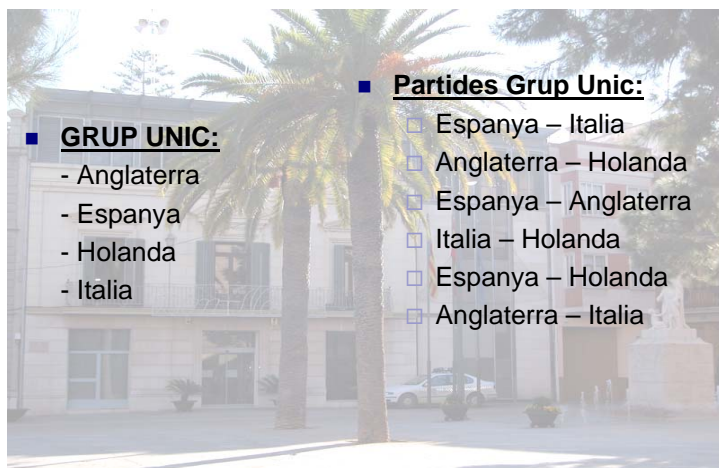 GRUP UNIC:
- Anglaterra
- Espanya
- Holanda
- Italia
Partides Grup Unic:
Espanya – Italia
Anglaterra – Holanda
Espanya – Anglaterra
Italia – Holanda
Espanya – Holanda
Anglaterra – Italia